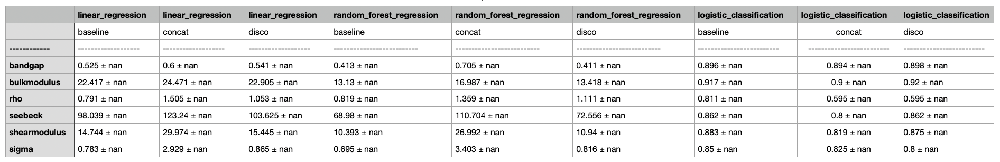 linear_regression linear_regression linear_regression random_forest_regression random_forest_regression random_forest_regression logistic_classification logistic_classification logistic_classification
baseline concat disco baseline concat disco baseline concat disco
------------ ------------------- ------------------- ------------------- -------------------------- -------------------------- -------------------------- ------------------------- ------------------------- -------------------------
bandgap 0.525 ± nan 0.6 ± nan 0.541 ± nan 0.413 ± nan 0.705 ± nan 0.411 ± nan 0.896 ± nan 0.894 ± nan 0.898 ± nan
bulkmodulus 22.417 ± nan 24.471 ± nan 22.905 ± nan 13.13 ± nan 16.987 ± nan 13.418 ± nan 0.917 ± nan 0.9 ± nan 0.92 ± nan
rho 0.791 ± nan 1.505 ± nan 1.053 ± nan 0.819 ± nan 1.359 ± nan 1.111 ± nan 0.811 ± nan 0.595 ± nan 0.595 ± nan
seebeck 98.039 ± nan 123.24 ± nan 103.625 ± nan 68.98 ± nan 110.704 ± nan 72.556 ± nan 0.862 ± nan 0.8 ± nan 0.862 ± nan
shearmodulus 14.744 ± nan 29.974 ± nan 15.445 ± nan 10.393 ± nan 26.992 ± nan 10.94 ± nan 0.883 ± nan 0.819 ± nan 0.875 ± nan
sigma 0.783 ± nan 2.929 ± nan 0.865 ± nan 0.695 ± nan 3.403 ± nan 0.816 ± nan 0.85 ± nan 0.825 ± nan 0.8 ± nan